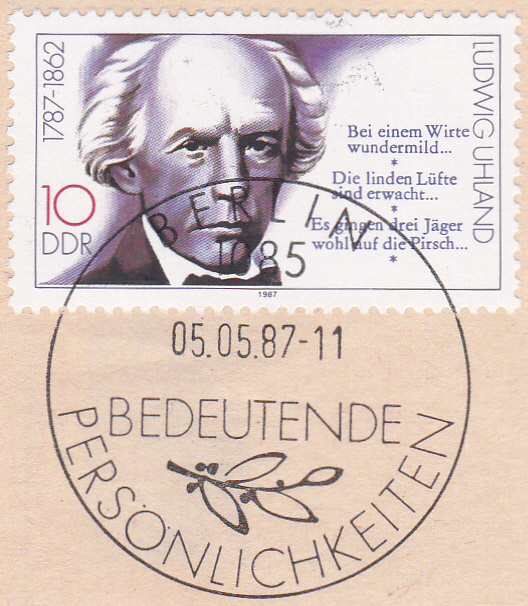 1787-1862
LUDWIG UHLAND
Bei einem Wirte
wundermild...
*
Die linden Lüfte
sind erwacht...
*
Es gingen drei Jäger
wohl auf die Pirsch...
*
10
DDR
1987
BERLIN
1085
05.05.87-11
BEDEUTENDE
PERSÖNLICHKEITEN